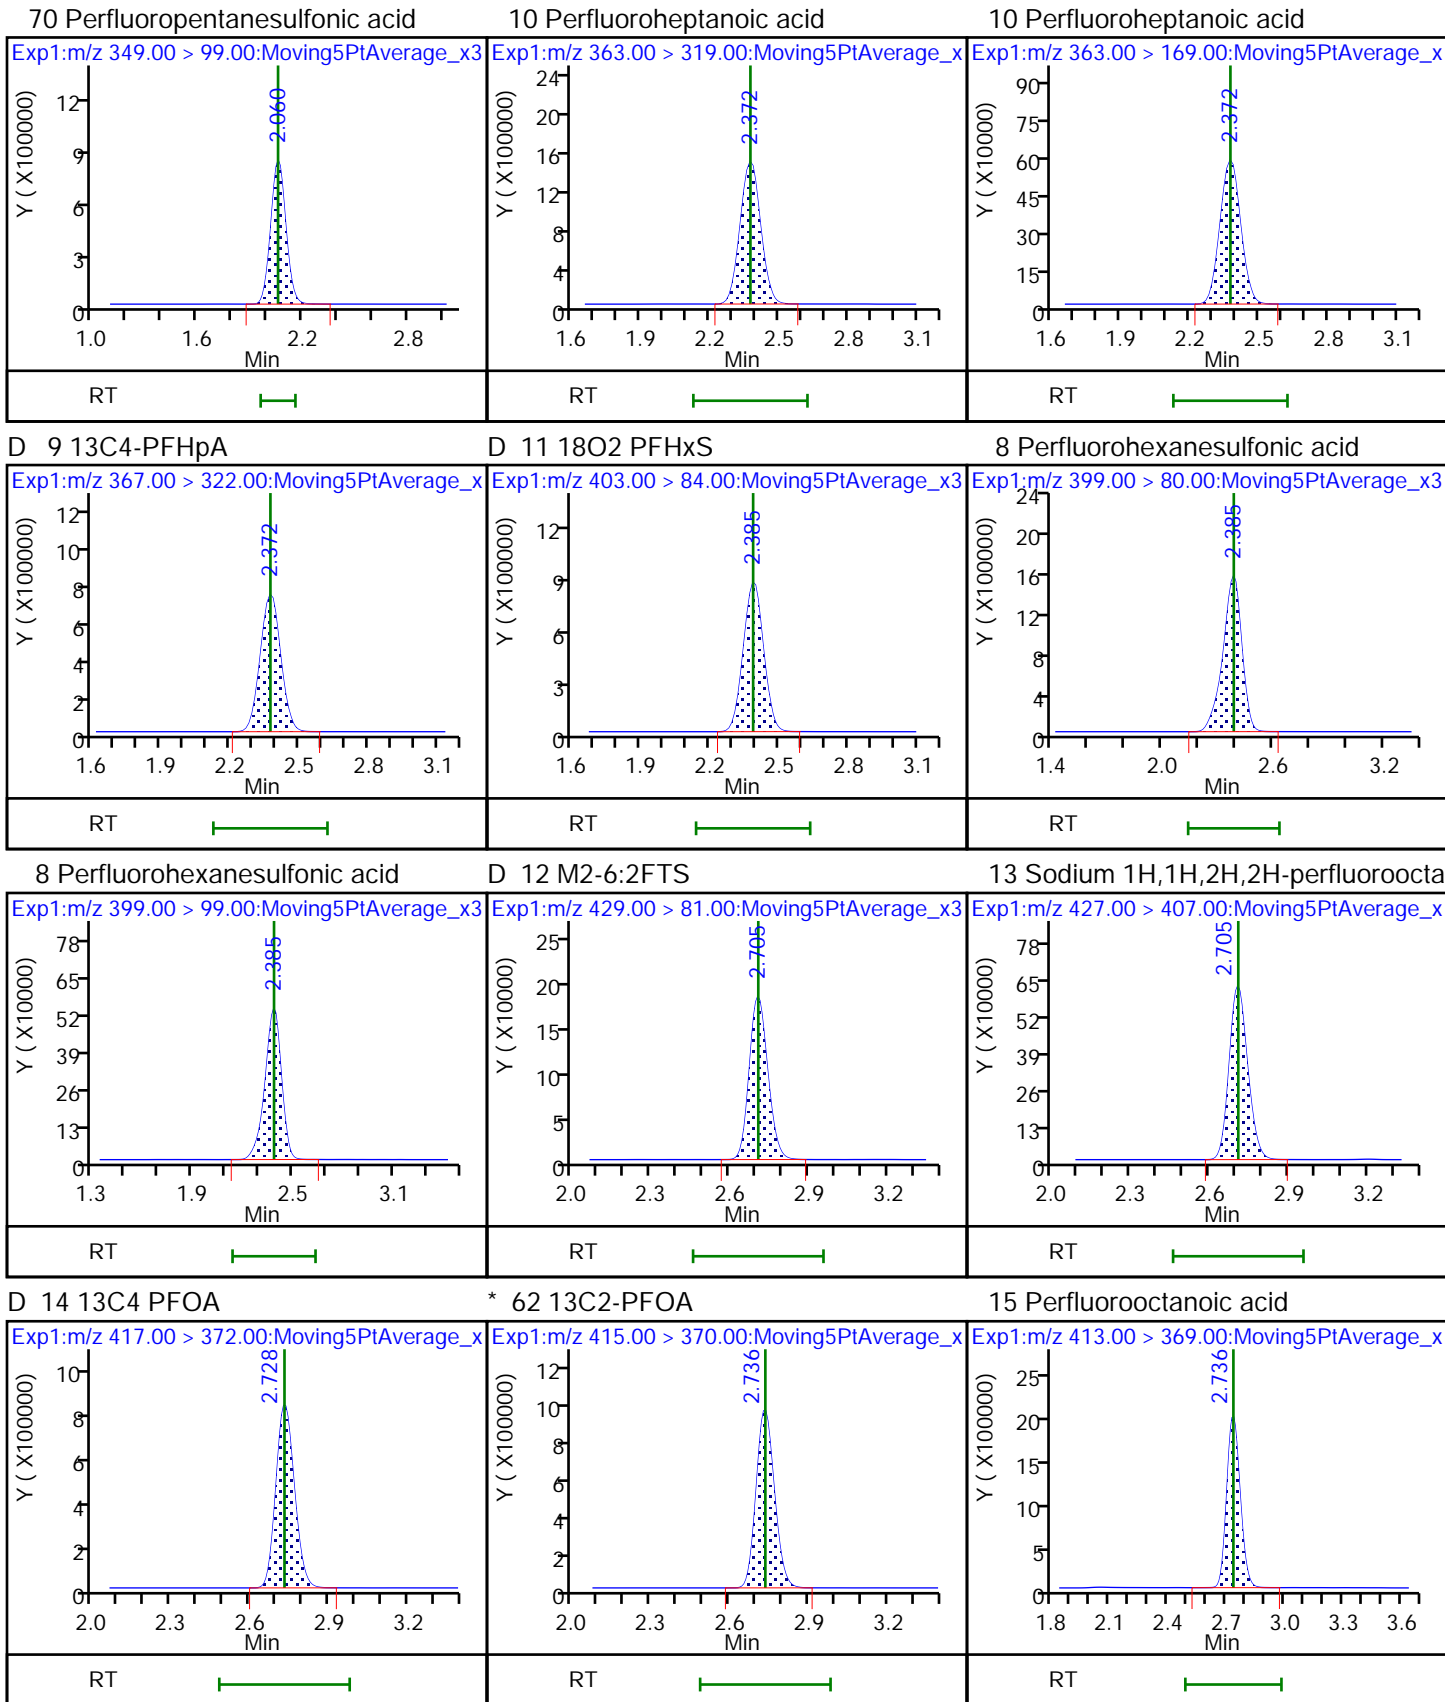 70 Perfluoropentanesulfonic acid
Exp1:m/z 349.00 > 99.00:Moving5PtAverage_x3
Y ( X100000)
12
9
6
3
0
2.060
1.0 1.6 2.2 2.8
Min
RT
10 Perfluoroheptanoic acid
Exp1:m/z 363.00 > 319.00:Moving5PtAverage_x
Y ( X100000)
24
20
16
12
8
4
0
2.372
1.6 1.9 2.2 2.5 2.8 3.1
Min
RT
10 Perfluoroheptanoic acid
Exp1:m/z 363.00 > 169.00:Moving5PtAverage_x
Y ( X10000)
90
75
60
45
30
15
0
2.372
1.6 1.9 2.2 2.5 2.8 3.1
Min
RT
D 9 13C4-PFHpA
Exp1:m/z 367.00 > 322.00:Moving5PtAverage_x
Y ( X100000)
12
10
8
6
4
2
0
2.372
1.6 1.9 2.2 2.5 2.8 3.1
Min
RT
D 11 18O2 PFHxS
Exp1:m/z 403.00 > 84.00:Moving5PtAverage_x3
Y ( X100000)
12
9
6
3
0
2.385
1.6 1.9 2.2 2.5 2.8 3.1
Min
RT
8 Perfluorohexanesulfonic acid
Exp1:m/z 399.00 > 80.00:Moving5PtAverage_x3
Y ( X100000)
24
20
16
12
8
4
0
2.385
1.4 2.0 2.6 3.2
Min
RT
8 Perfluorohexanesulfonic acid
Exp1:m/z 399.00 > 99.00:Moving5PtAverage_x3
Y ( X10000)
78
65
52
39
26
13
0
2.385
1.3 1.9 2.5 3.1
Min
RT
D 12 M2-6:2FTS
Exp1:m/z 429.00 > 81.00:Moving5PtAverage_x3
Y ( X10000)
25
20
15
10
5
0
2.705
2.0 2.3 2.6 2.9 3.2
Min
RT
13 Sodium 1H,1H,2H,2H-perfluoroocta
Exp1:m/z 427.00 > 407.00:Moving5PtAverage_x
Y ( X10000)
78
65
52
39
26
13
0
2.705
2.0 2.3 2.6 2.9 3.2
Min
RT
D 14 13C4 PFOA
Exp1:m/z 417.00 > 372.00:Moving5PtAverage_x
Y ( X100000)
10
8
6
4
2
0
2.728
2.0 2.3 2.6 2.9 3.2
Min
RT
* 62 13C2-PFOA
Exp1:m/z 415.00 > 370.00:Moving5PtAverage_x
Y ( X100000)
12
10
8
6
4
2
0
2.736
2.0 2.3 2.6 2.9 3.2
Min
RT
15 Perfluorooctanoic acid
Exp1:m/z 413.00 > 369.00:Moving5PtAverage_x
Y ( X100000)
25
20
15
10
5
0
2.736
1.8 2.1 2.4 2.7 3.0 3.3 3.6
Min
RT